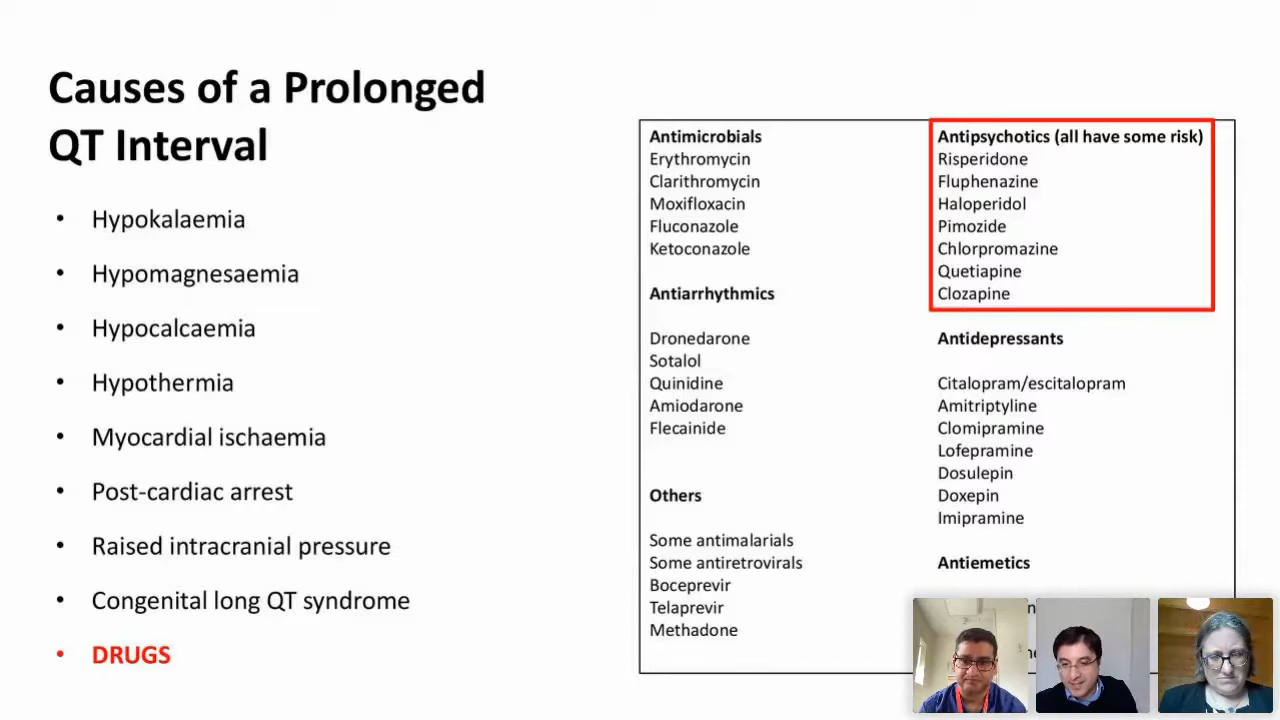 Causes of a Prolonged
QT Interval
• Hypokalaemia
• Hypomagnesaemia
• Hypocalcaemia
• Hypothermia
• Myocardial ischaemia
• Post-cardiac arrest
• Raised intracranial pressure
• Congenital long QT syndrome
• DRUGS
Antimicrobials
Erythromycin
Clarithromycin
Moxifloxacin
Fluconazole
Ketoconazole
Antiarrhythmics
Dronedarone
Sotalol
Quinidine
Amiodarone
Flecainide
Others
Some antimalarials
Some antiretrovirals
Boceprevir
Telaprevir
Methadone
Antipsychotics (all have some risk)
Risperidone
Fluphenazine
Haloperidol
Pimozide
Chlorpromazine
Quetiapine
Clozapine
Antidepressants
Citalopram/escitalopram
Amitriptyline
Clomipramine
Lofepramine
Dosulepin
Doxepin
Imipramine
Antiemetics